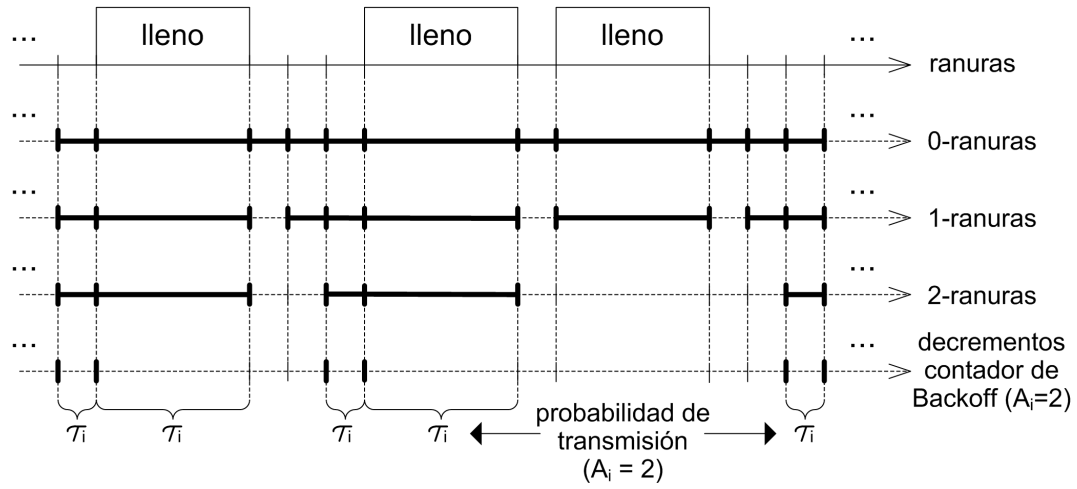 lleno lleno lleno
... ...
ranuras
... ...
0-ranuras
... ...
1-ranuras
... ...
2-ranuras
... ...
decrementos
contador de
Backoff (Ai=2)
τi τi τi τi τi
probabilidad de
transmisión
(Ai = 2)